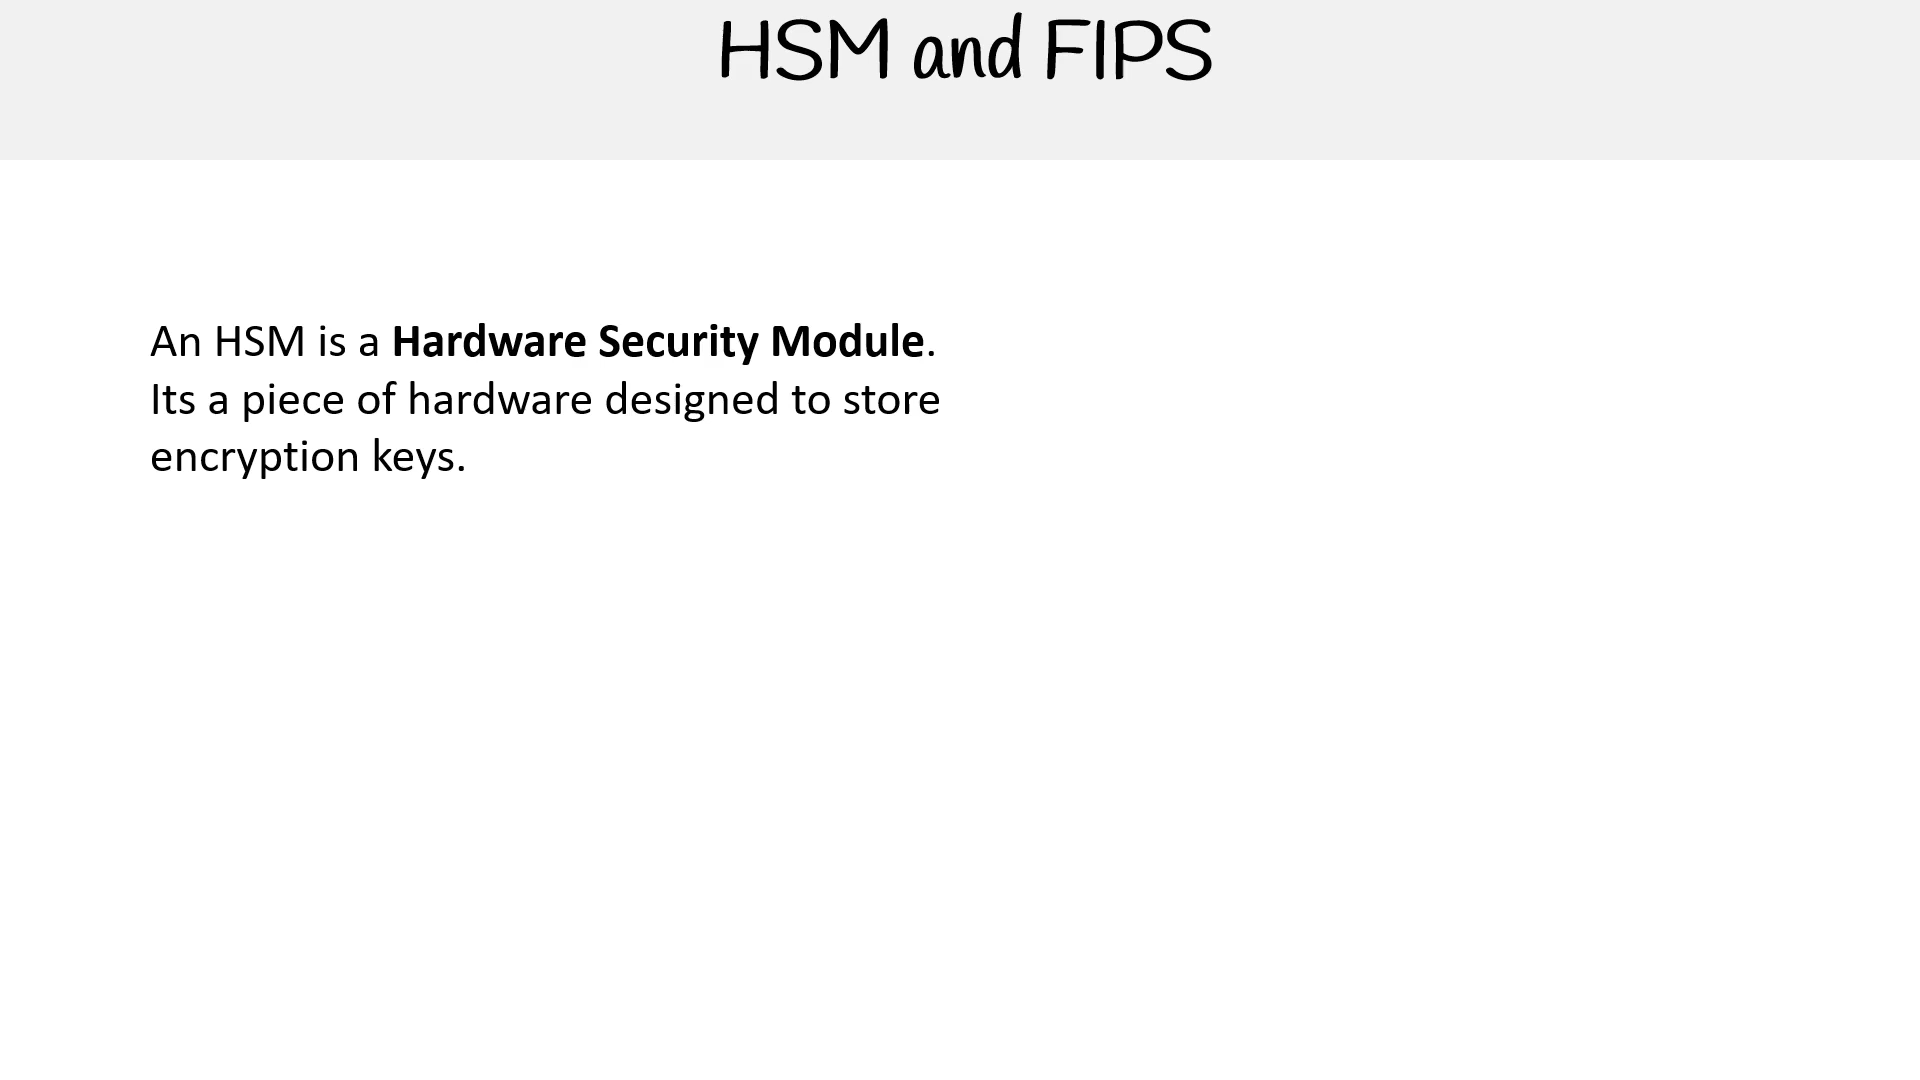 HSM and FIPS
An HSM is a Hardware Security Module.
Its a piece of hardware designed to store
encryption keys.